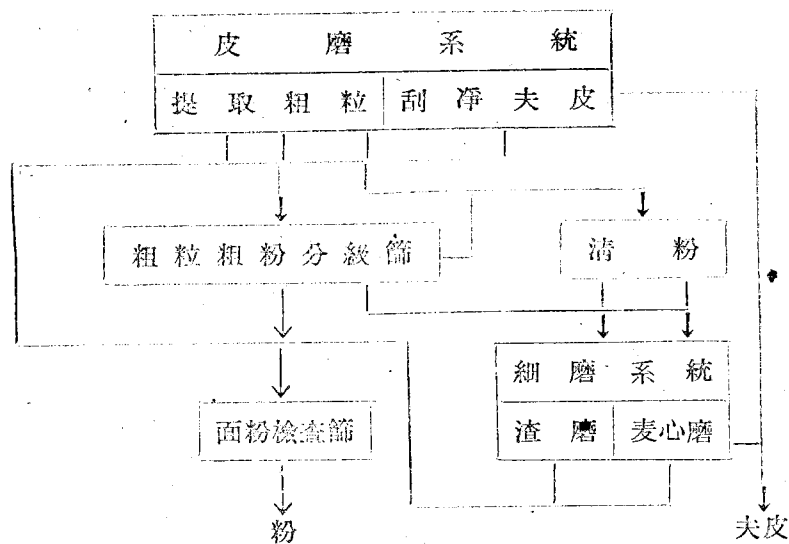 皮磨系統
提取粗粒 刮凈夫皮
粗粒粗粉分級篩 清粉
細磨系統
面粉檢查篩 渣磨 麦心磨
粉 夫皮